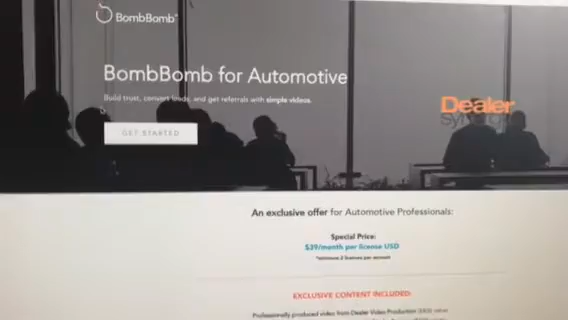 BombBomb
BombBomb for Automotive
Build trust, convert leads, and get referrals with simple videos.
GET STARTED
Dealer
Synergy
An exclusive offer for Automotive Professionals:
Special Price:
$39/month per license USD
*minimum 2 licenses per account
EXCLUSIVE CONTENT INCLUDED:
Professionally produced video from Dealer Video Production